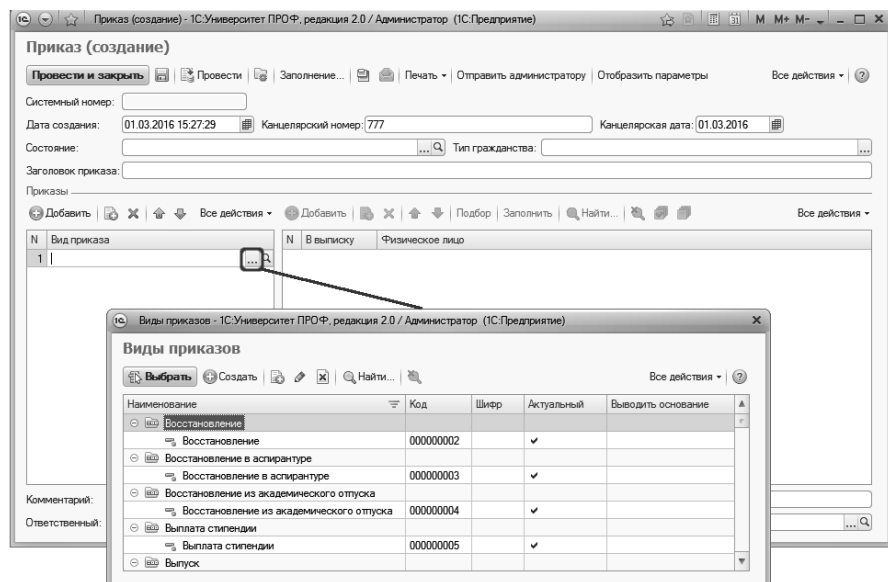 Приказ (создание) - 1С:Университет ПРОФ, редакция 2.0 / Администратор (1С:Предприятие) M M+ M-
Приказ (создание)
Провести и закрыть Провести Заполнение... Печать Отправить администратору Отобразить параметры Все действия
Системный номер:
Дата создания: 01.03.2016 15:27:29 Канцелярский номер: 777 Канцелярская дата: 01.03.2016
Состояние: ... Тип гражданства: ...
Заголовок приказа:
Приказы
Добавить Все действия Добавить Подбор Заполнить Найти... Все действия
N Вид приказа N В выписку Физическое лицо
1 ...
Виды приказов - 1С:Университет ПРОФ, редакция 2.0 / Администратор (1С:Предприятие)
Виды приказов
Выбрать Создать Найти... Все действия ?
Наименование Код Шифр Актуальный Выводить основание
Восстановление
Восстановление 000000002
Восстановление в аспирантуре
Восстановление в аспирантуре 000000003
Восстановление из академического отпуска
Восстановление из академического отпуска 000000004
Выплата стипендии
Выплата стипендии 000000005
Выпуск
Комментарий:
Ответственный: ...